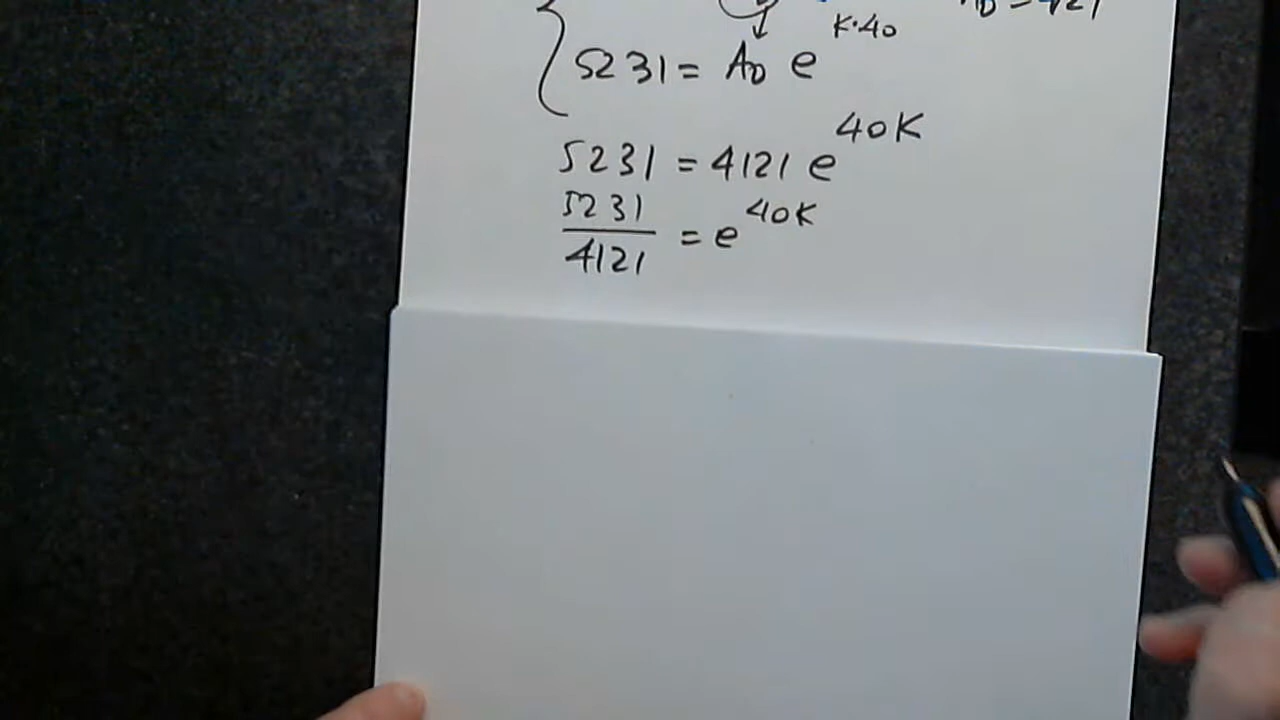 K·40
5231 = A₀ e
5231 = 4121 e^40K
5231/4121 = e^40K